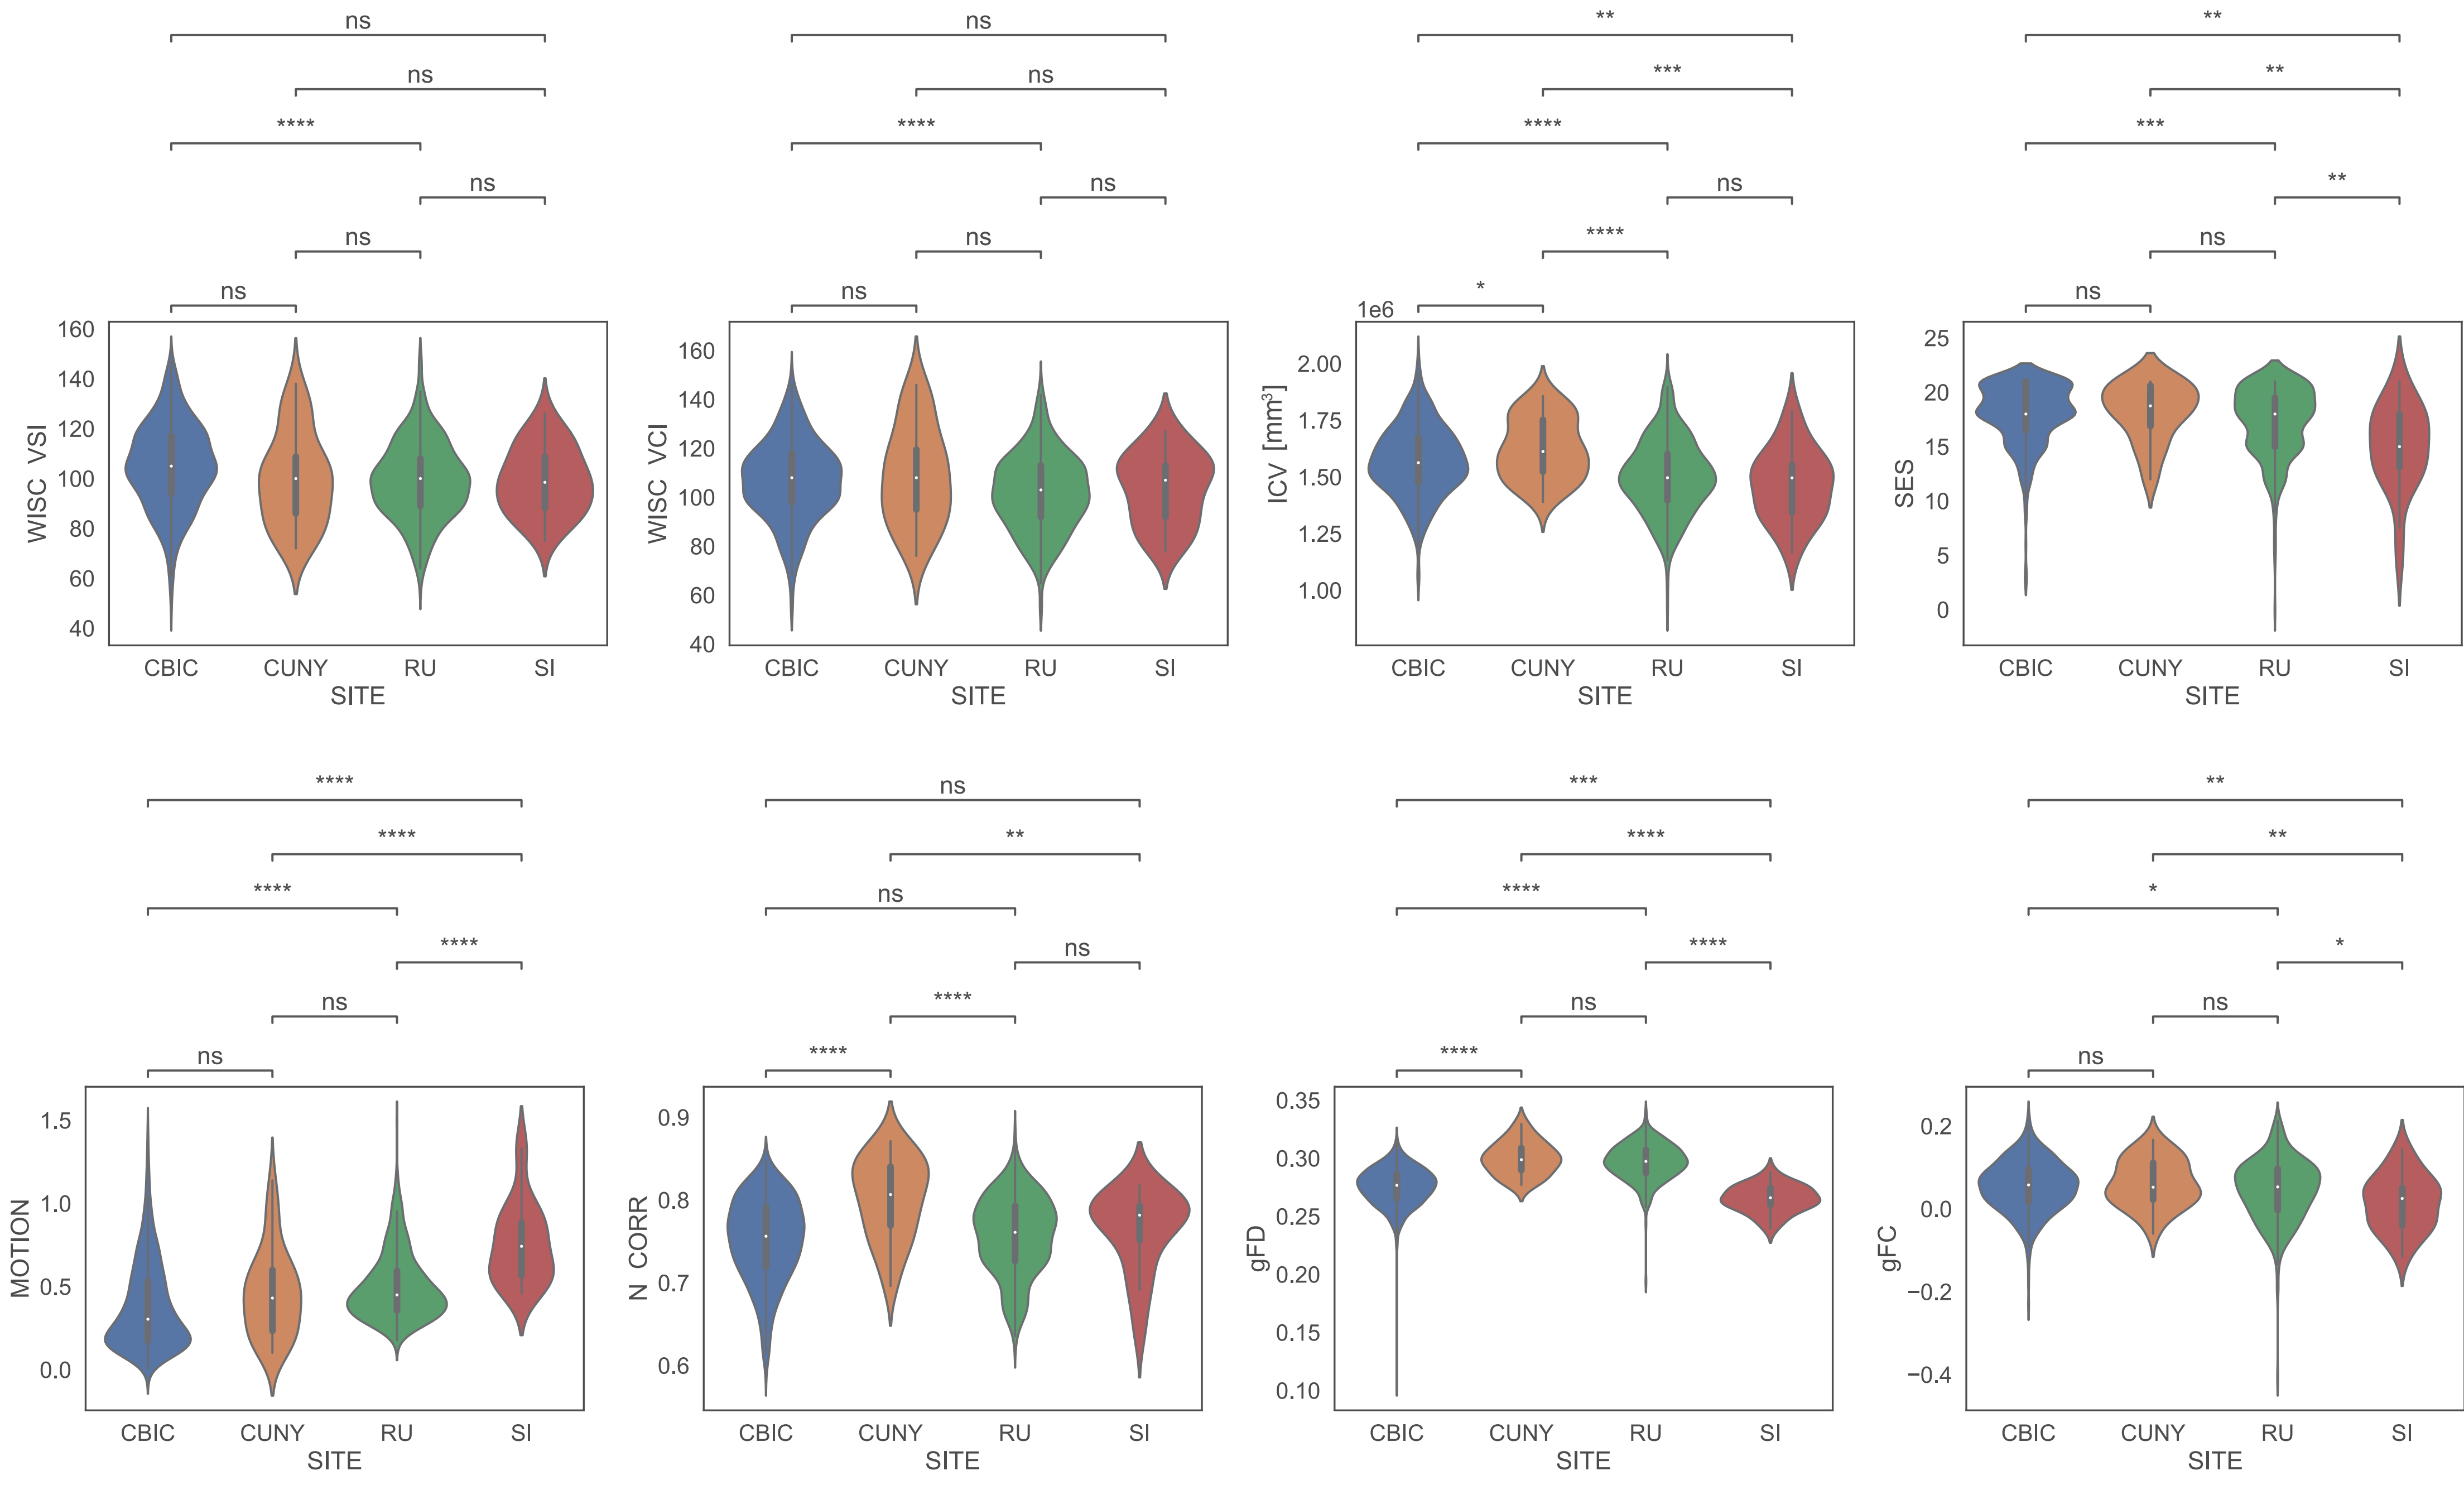 ns ns ** **
ns ns *** **
**** **** **** ***
ns ns ns **
ns ns **** ns
ns ns * ns
1e6
160 140 120 100 80 60 40
WISC VSI
CBIC CUNY RU SI
SITE
160 140 120 100 80 60 40
WISC VCI
CBIC CUNY RU SI
SITE
2.00 1.75 1.50 1.25 1.00
ICV [mm³]
CBIC CUNY RU SI
SITE
25 20 15 10 5 0
SES
CBIC CUNY RU SI
SITE
**** ns *** **
**** ** **** **
**** ns **** *
**** ns **** *
ns **** ns ns
ns **** **** ns
1.5 1.0 0.5 0.0
MOTION
CBIC CUNY RU SI
SITE
0.9 0.8 0.7 0.6
N CORR
CBIC CUNY RU SI
SITE
0.35 0.30 0.25 0.20 0.15 0.10
gFD
CBIC CUNY RU SI
SITE
0.2 0.0 −0.2 −0.4
gFC
CBIC CUNY RU SI
SITE